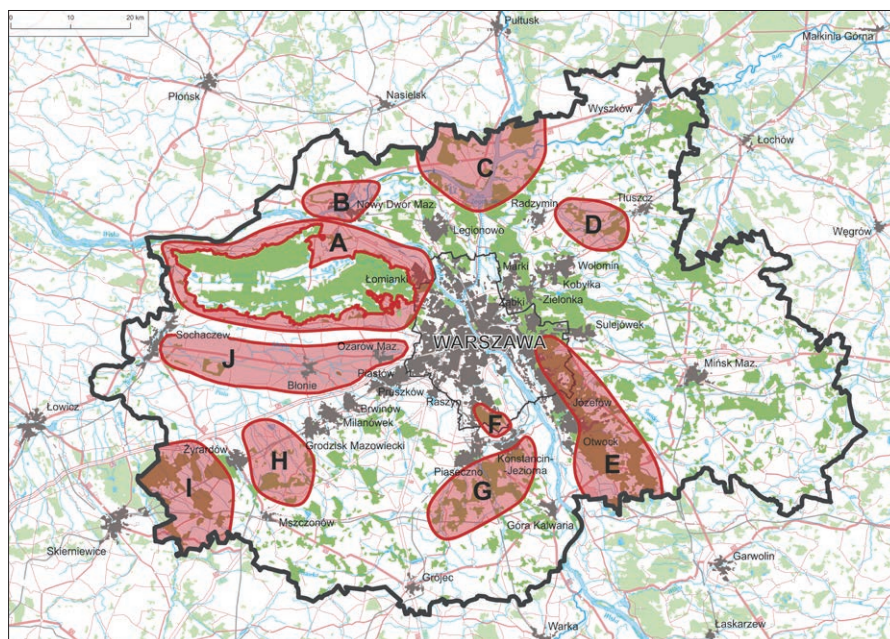 0 10 20 km
Pułtusk
Małkinia Górna
Płońsk
Nasielsk
Wyszków
Łochów
C
B
Nowy Dwór Maz.
Radzymin
Tłuszcz
D
Legionowo
Węgrów
A
Łomianki
Marki
Wołomin
Kobyłka
Ząbki
Zielonka
Sochaczew
Sulejówek
WARSZAWA
J
Ożarów Maz.
Błonie
Piastów
Mińsk Maz.
Pruszków
Józefów
Łowicz
Brwinów
Raszyn
Milanówek
F
Żyrardów
Grodzisk Mazowiecki
Otwock
H
Konstancin-
-Jeziorna
E
Piaseczno
I
G
Mszczonów
Góra Kalwaria
Skierniewice
Garwolin
Grójec
Warka
Łaskarzew